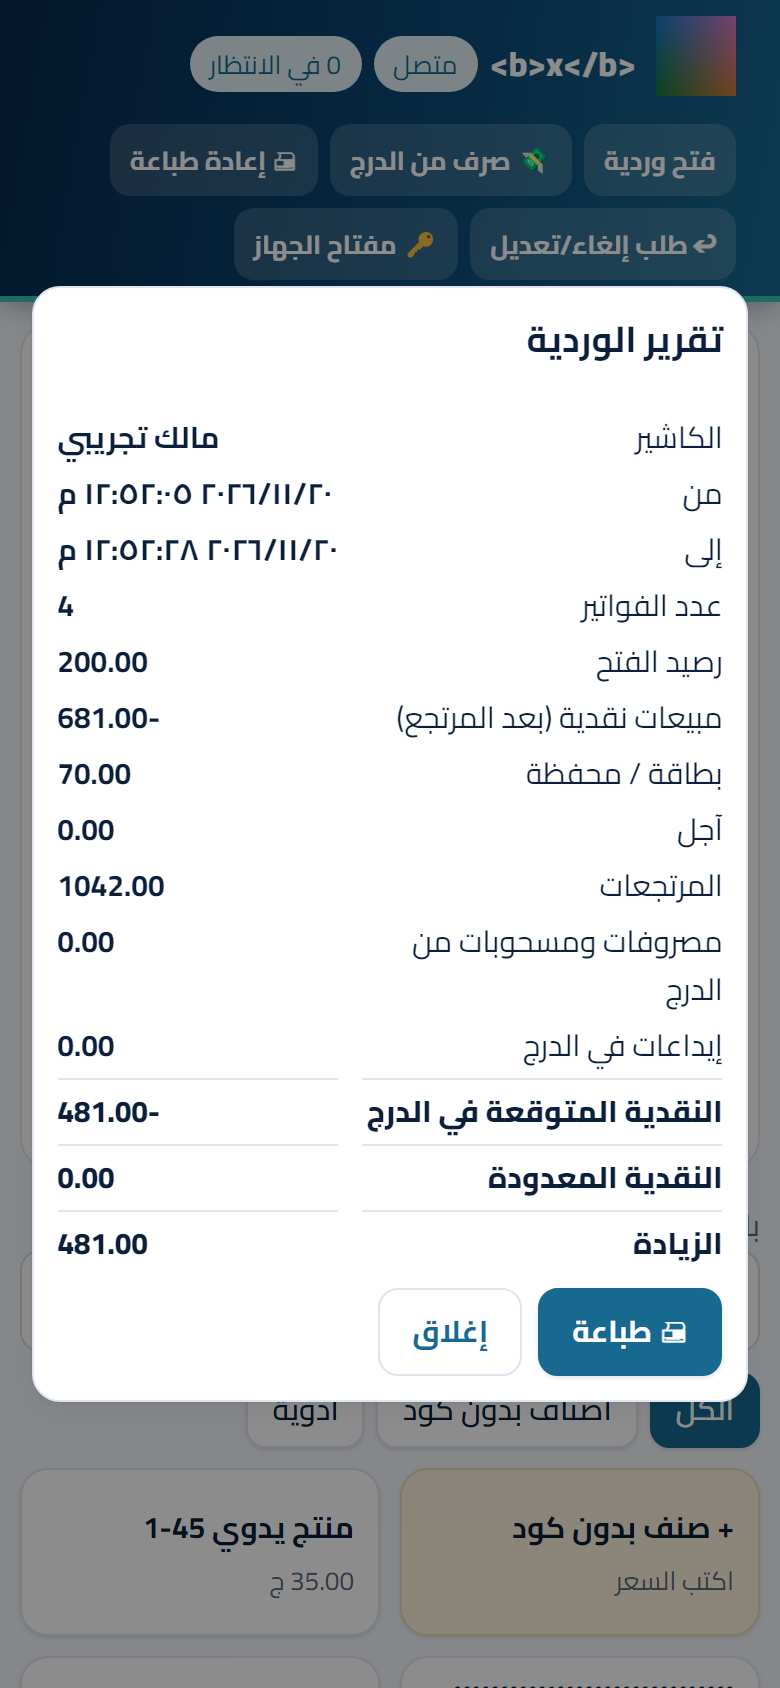 <b>x</b>
متصل
0 في الانتظار
فتح وردية
💸 صرف من الدرج
🖨 إعادة طباعة
↩ طلب إلغاء/تعديل
🔑 مفتاح الجهاز
تقرير الوردية
الكاشير مالك تجريبي
من ٢٠٢٦/١١/٢٠ ١٢:٥٢:٠٥ م
إلى ٢٠٢٦/١١/٢٠ ١٢:٥٢:٢٨ م
عدد الفواتير 4
رصيد الفتح 200.00
مبيعات نقدية (بعد المرتجع) -681.00
بطاقة / محفظة 70.00
آجل 0.00
المرتجعات 1042.00
مصروفات ومسحوبات من 0.00
الدرج
إيداعات في الدرج 0.00
النقدية المتوقعة في الدرج -481.00
النقدية المعدودة 0.00
الزيادة 481.00
🖨 طباعة
إغلاق
الكل
أصناف بدون كود
أدوية
+ صنف بدون كود
اكتب السعر
منتج يدوي 45-1
35.00 ج